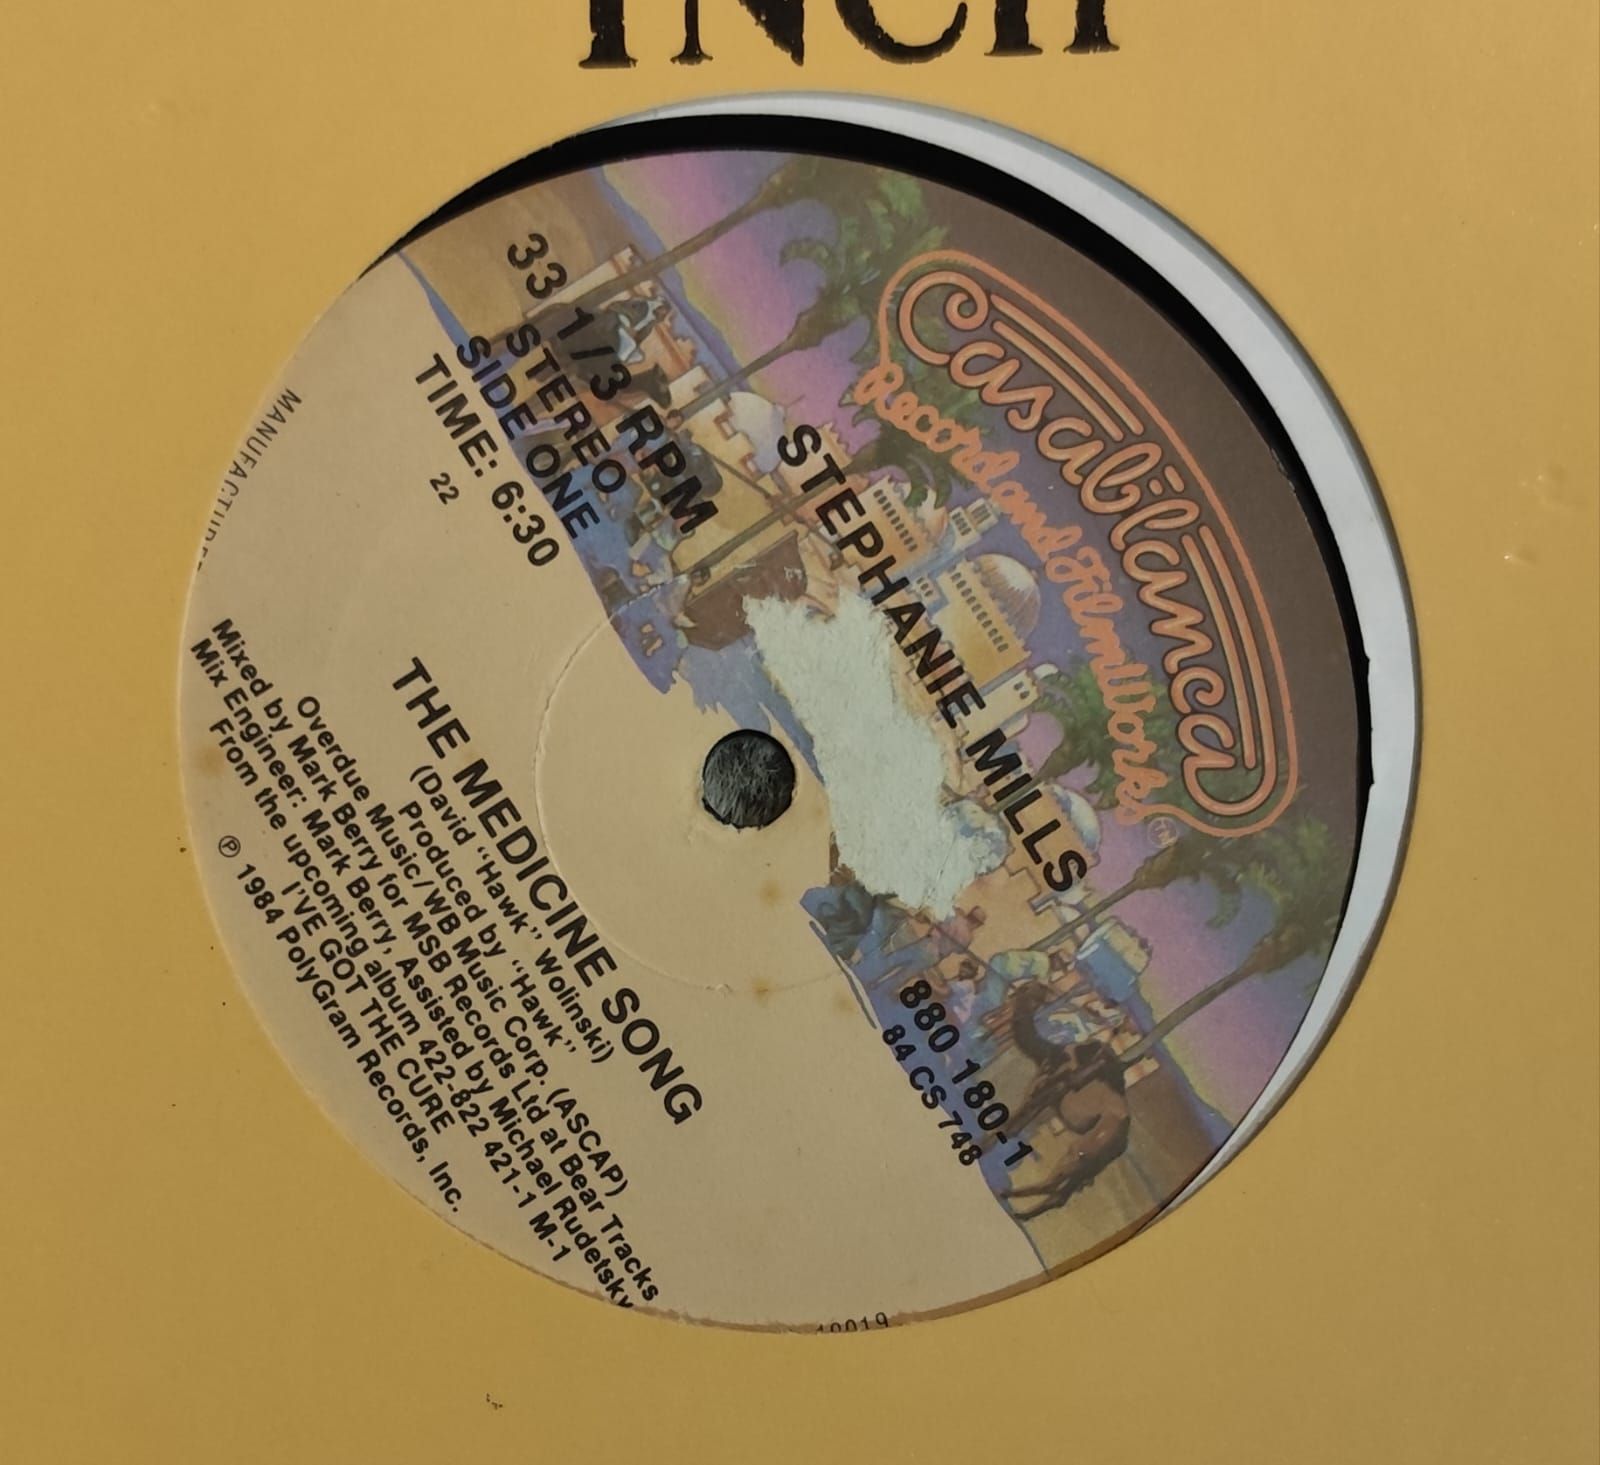 INCH
Casablanca
Record and FilmWorks
TM
STEPHANIE MILLS
33 1/3 RPM
STEREO
SIDE ONE
TIME: 6:30
22
880 180-1
84 CS 748
THE MEDICINE SONG
(David "Hawk" Wolinski)
Produced by "Hawk"
Overdue Music/WB Music Corp. (ASCAP)
Mixed by Mark Berry for MSB Records Ltd at Bear Tracks
Mix Engineer: Mark Berry, Assisted by Michael Rudetsky
From the upcoming album 422-822 421-1 M-1
I'VE GOT THE CURE
℗ 1984 PolyGram Records, Inc.
MANUFACTURE
10019